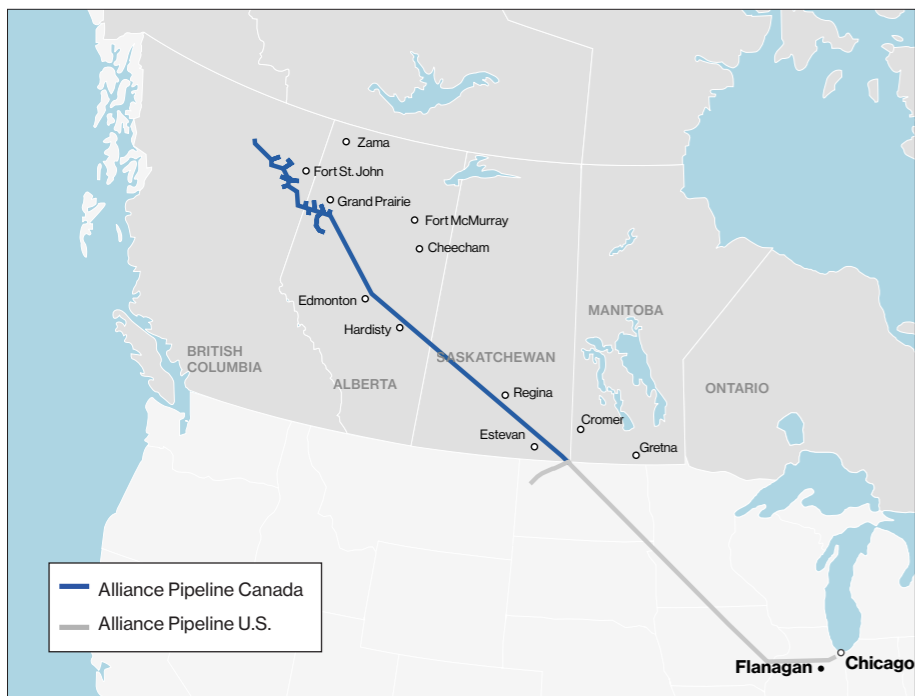 Zama
Fort St. John
Grand Prairie
Fort McMurray
Cheecham
Edmonton
Hardisty
MANITOBA
BRITISH
COLUMBIA
SASKATCHEWAN
ALBERTA
ONTARIO
Regina
Cromer
Estevan
Gretna
Alliance Pipeline Canada
Alliance Pipeline U.S.
Flanagan
Chicago